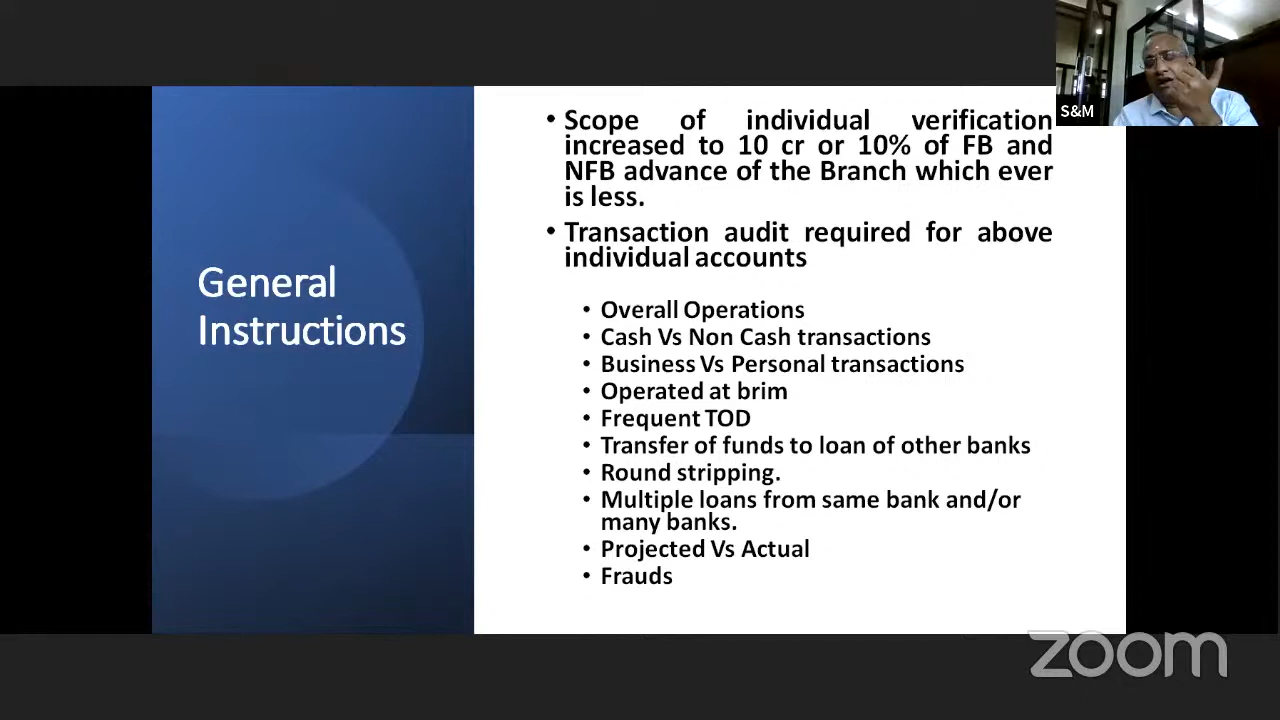 S&M
General
Instructions
• Scope of individual verification
increased to 10 cr or 10% of FB and
NFB advance of the Branch which ever
is less.
• Transaction audit required for above
individual accounts
• Overall Operations
• Cash Vs Non Cash transactions
• Business Vs Personal transactions
• Operated at brim
• Frequent TOD
• Transfer of funds to loan of other banks
• Round stripping.
• Multiple loans from same bank and/or
many banks.
• Projected Vs Actual
• Frauds
zoom